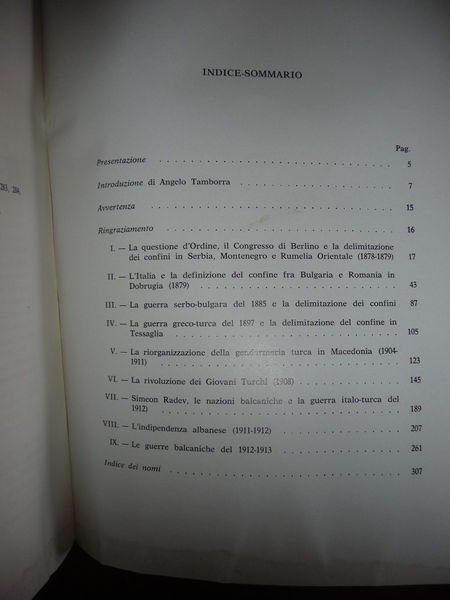 283, 284,
INDICE-SOMMARIO
Pag.
Presentazione . . . . . . . . . . . . . . . . . . . . 5
Introduzione di Angelo Tamborra . . . . . . . . . . . . . . . 7
Avvertenza . . . . . . . . . . . . . . . . . . . . . 15
Ringraziamento . . . . . . . . . . . . . . . . . . . 16
I. — La questione d'Ordine, il Congresso di Berlino e la delimitazione
dei confini in Serbia, Montenegro e Rumelia Orientale (1878-1879) 17
II. — L'Italia e la definizione del confine fra Bulgaria e Romania in
Dobrugia (1879) . . . . . . . . . . . . . . . 43
III. — La guerra serbo-bulgara del 1885 e la delimitazione dei confini 87
IV. — La guerra greco-turca del 1897 e la delimitazione del confine in
Tessaglia . . . . . . . . . . . . . . . . . . 105
V. — La riorganizzazione della gendarmeria turca in Macedonia (1904-
1911) . . . . . . . . . . . . . . . . . . . 123
VI. — La rivoluzione dei Giovani Turchi (1908) . . . . . . . . 145
VII. — Simeon Radev, le nazioni balcaniche e la guerra italo-turca del
1912) . . . . . . . . . . . . . . . . . . . 189
VIII. — L'indipendenza albanese (1911-1912) . . . . . . . . . 207
IX. — Le guerre balcaniche del 1912-1913 . . . . . . . . . 261
Indice dei nomi . . . . . . . . . . . . . . . . . . . 307